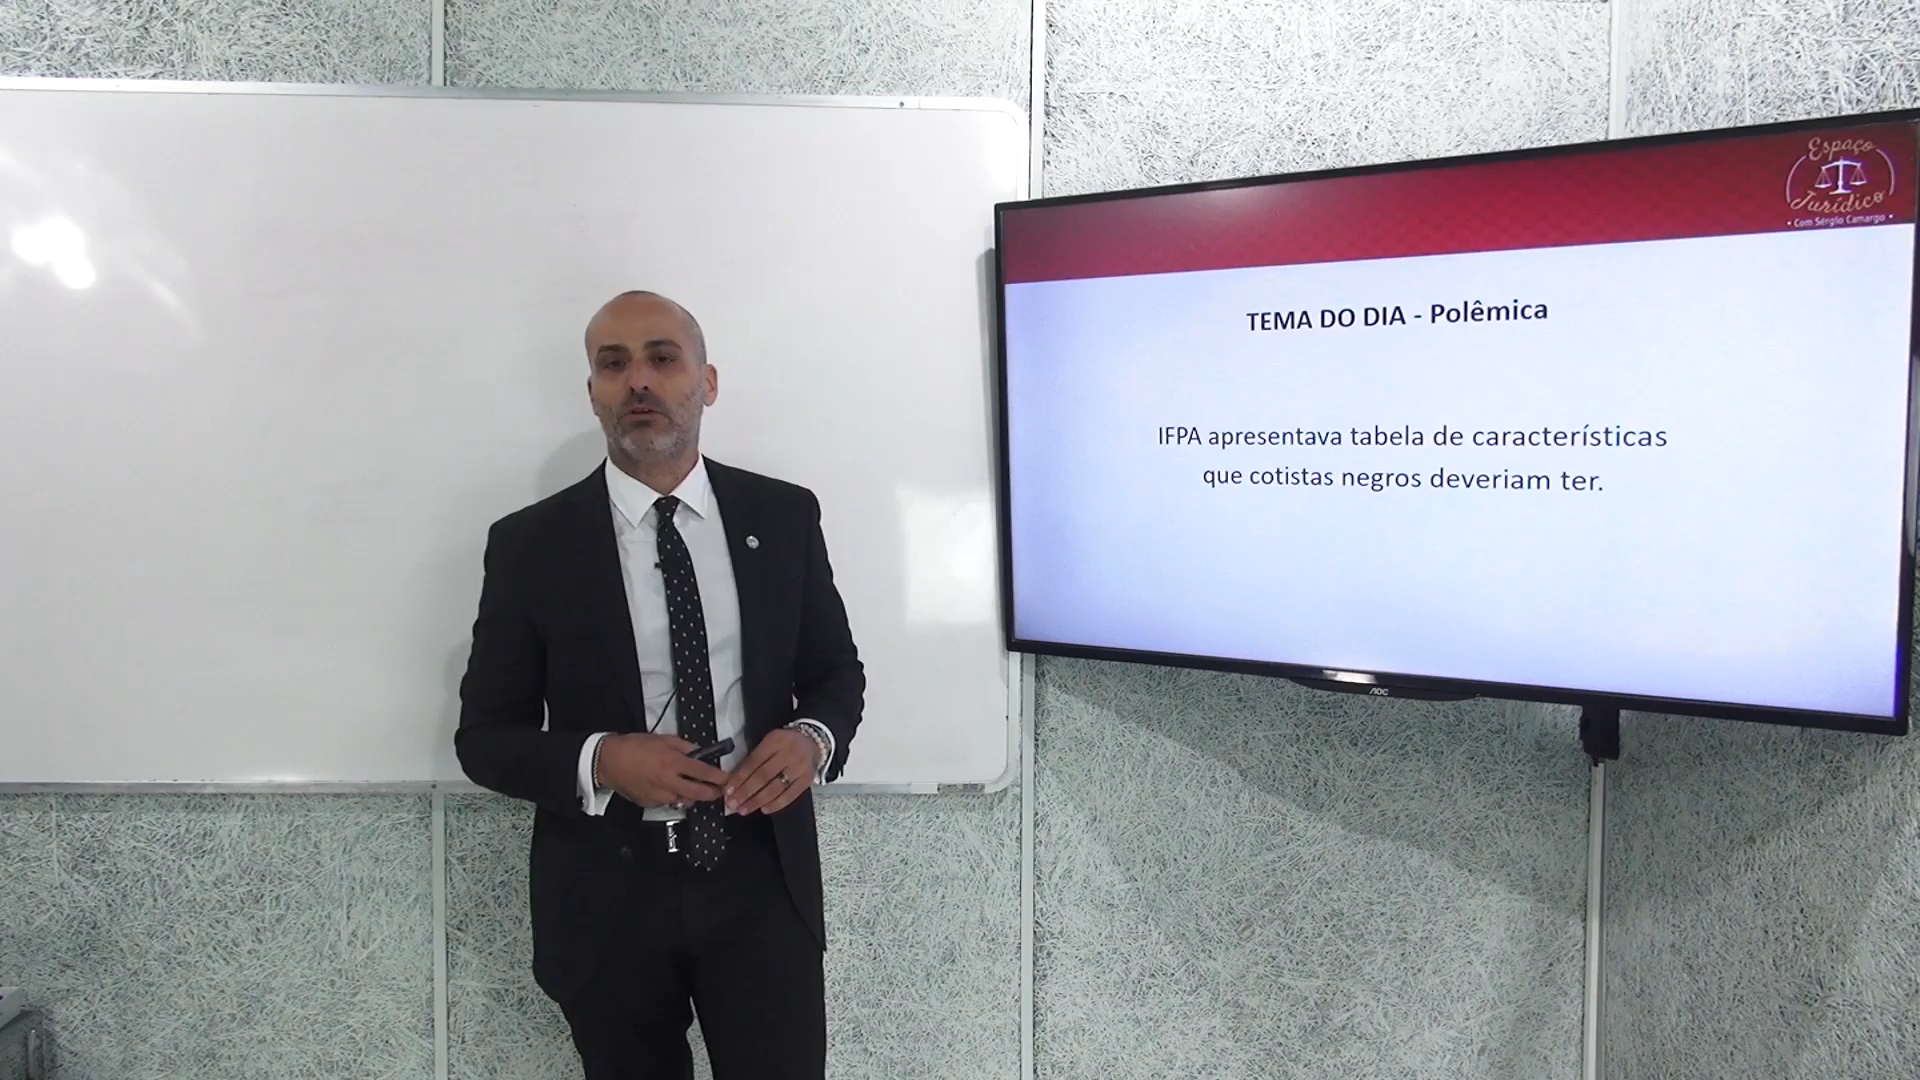 Espaço
Jurídico
• Com Sérgio Camargo •
TEMA DO DIA - Polêmica
IFPA apresentava tabela de características
que cotistas negros deveriam ter.
AOC